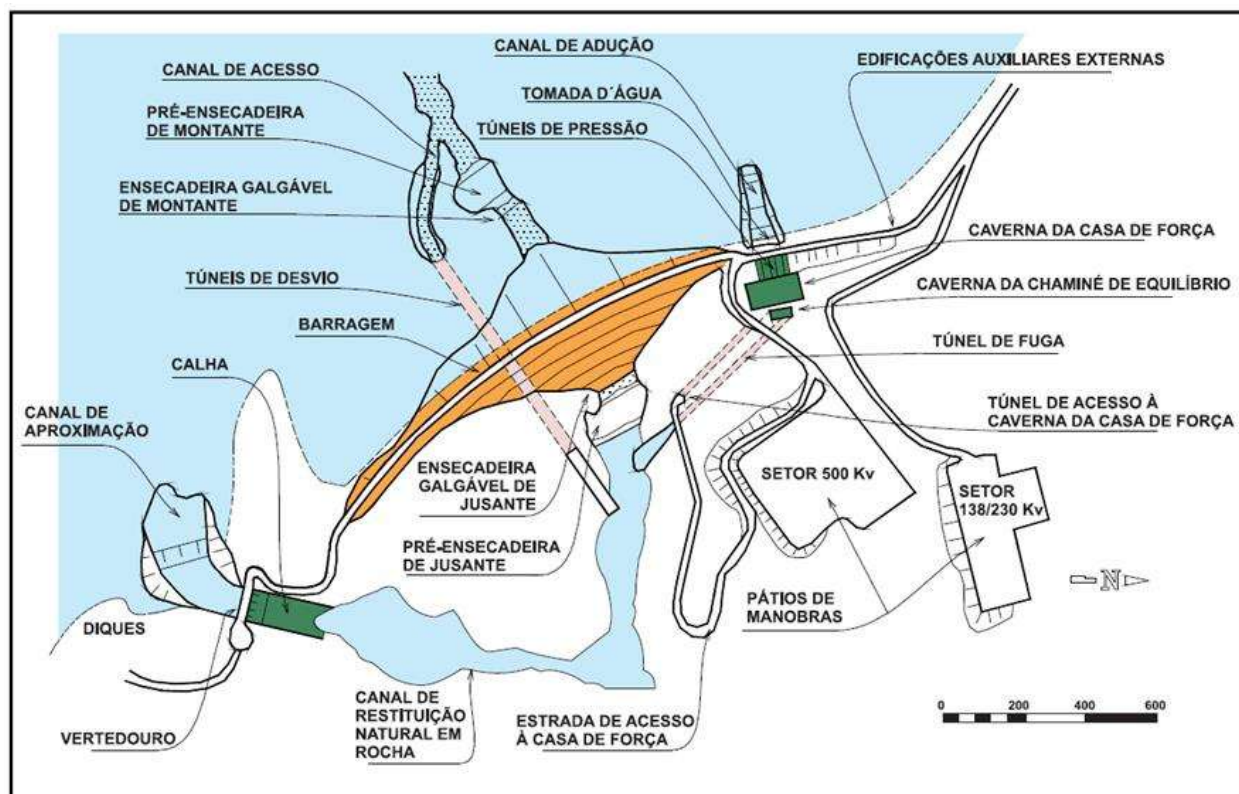 CANAL DE ADUÇÃO
EDIFICAÇÕES AUXILIARES EXTERNAS
CANAL DE ACESSO
TOMADA D´ÁGUA
PRÉ-ENSECADEIRA
DE MONTANTE
TÚNEIS DE PRESSÃO
ENSECADEIRA GALGÁVEL
DE MONTANTE
CAVERNA DA CASA DE FORÇA
TÚNEIS DE DESVIO
CAVERNA DA CHAMINÉ DE EQUILÍBRIO
BARRAGEM
TÚNEL DE FUGA
CALHA
CANAL DE
APROXIMAÇÃO
TÚNEL DE ACESSO À
CAVERNA DA CASA DE FORÇA
ENSECADEIRA
GALGÁVEL DE
JUSANTE
SETOR 500 Kv
SETOR
138/230 Kv
PRÉ-ENSECADEIRA
DE JUSANTE
N
PÁTIOS DE
MANOBRAS
DIQUES
CANAL DE
RESTITUIÇÃO
NATURAL EM
ROCHA
ESTRADA DE ACESSO
À CASA DE FORÇA
VERTEDOURO
0 200 400 600